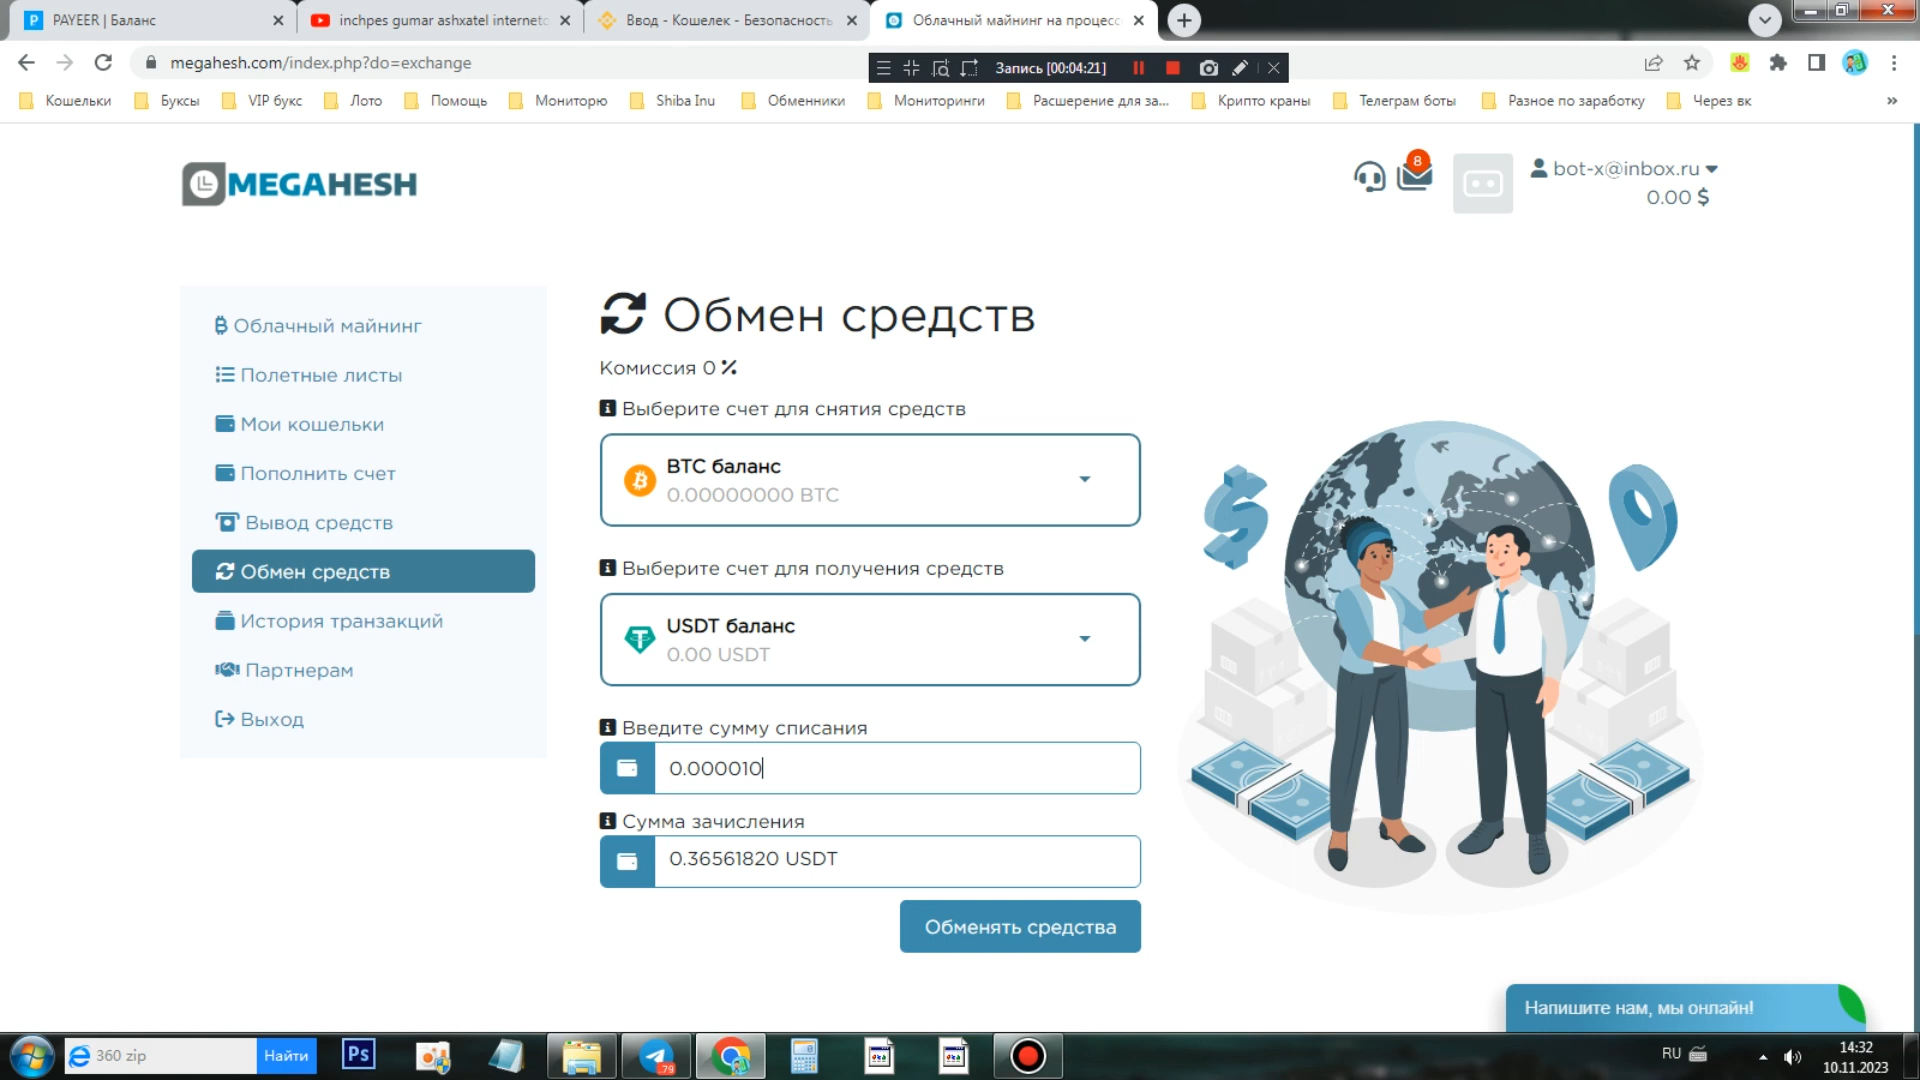 PAYEER | Баланс
inchpes gumar ashxatel interneto
Ввод - Кошелек - Безопасность
Облачный майнинг на процесс
megahesh.com/index.php?do=exchange
Запись [00:04:21]
Кошельки
Буксы
VIP букс
Лото
Помощь
Мониторю
Shiba Inu
Обменники
Мониторинги
Расшерение для за...
Крипто краны
Телеграм боты
Разное по заработку
Через вк
»
MEGAHESH
8
bot-x@inbox.ru
0.00 $
Облачный майнинг
Полетные листы
Мои кошельки
Пополнить счет
Вывод средств
Обмен средств
История транзакций
Партнерам
Выход
Обмен средств
Комиссия 0 %
Выберите счет для снятия средств
BTC баланс
0.00000000 BTC
Выберите счет для получения средств
USDT баланс
0.00 USDT
Введите сумму списания
0.000010
Сумма зачисления
0.36561820 USDT
Обменять средства
Напишите нам, мы онлайн!
360 zip
Найти
Ps
79
RU
14:32
10.11.2023